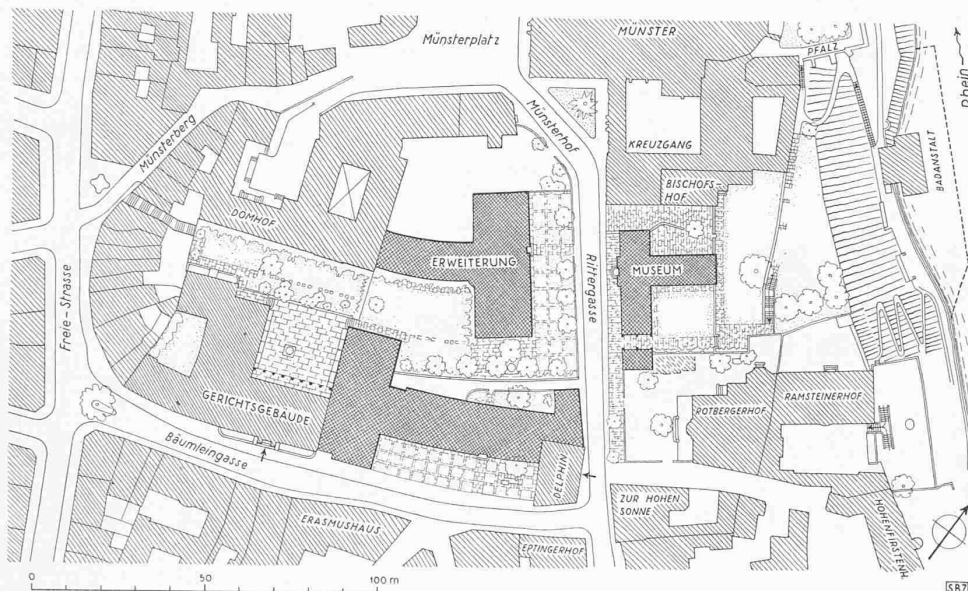 Münsterplatz
MÜNSTER
PFALZ
Rhein
Münsterberg
Münsterhof
KREUZGANG
BADANSTALT
BISCHOFS-
HOF
DOMHOF
ERWEITERUNG
MUSEUM
Rittergasse
Freie-Strasse
GERICHTSGEBÄUDE
ROTBERGERHOF
RAMSTEINERHOF
Bäumleingasse
DELPHIN
ZUR HOHEN
SONNE
HOHENFIRSTENH.
ERASMUSHAUS
EPTINGERHOF
0 50 100 m
SBZ